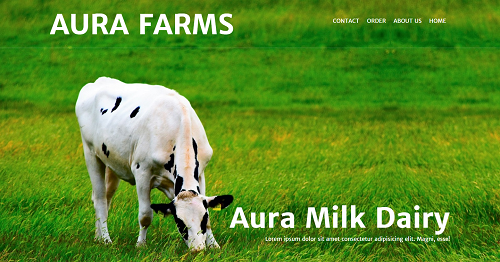 AURA FARMS
CONTACT ORDER ABOUT US HOME
Aura Milk Dairy
Lorem ipsum dolor sit amet consectetur adipisicing elit. Magni, esse!